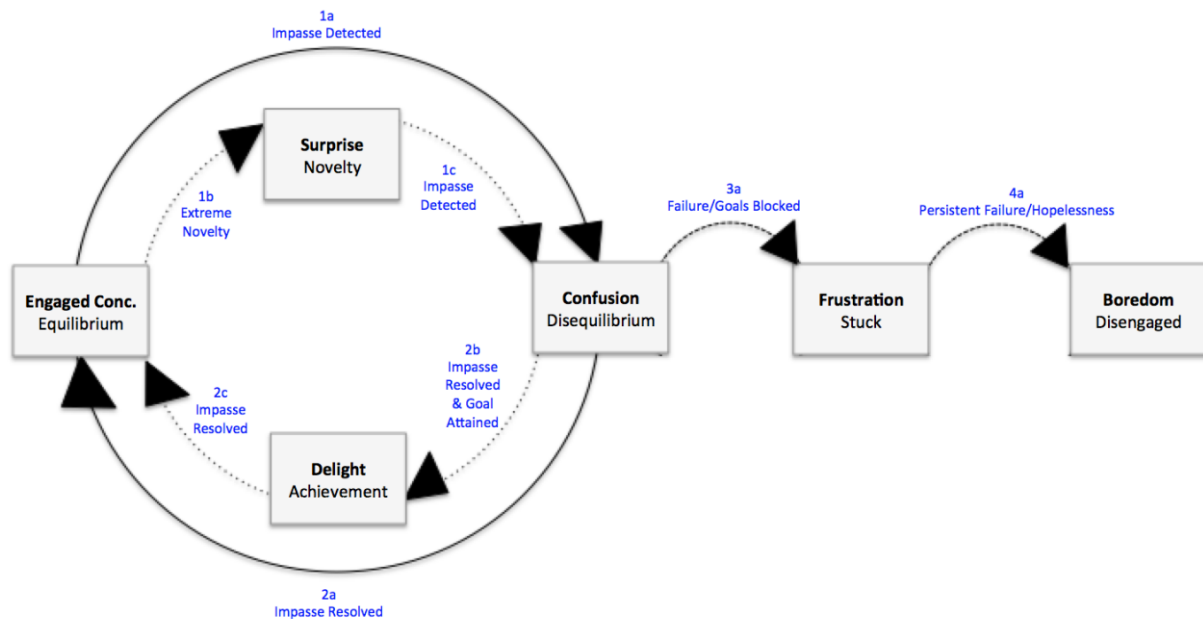 1a
Impasse Detected
Surprise
Novelty
1b
Extreme
Novelty
1c
Impasse
Detected
3a
Failure/Goals Blocked
4a
Persistent Failure/Hopelessness
Engaged Conc.
Equilibrium
Confusion
Disequilibrium
Frustration
Stuck
Boredom
Disengaged
2c
Impasse
Resolved
2b
Impasse
Resolved
& Goal
Attained
Delight
Achievement
2a
Impasse Resolved